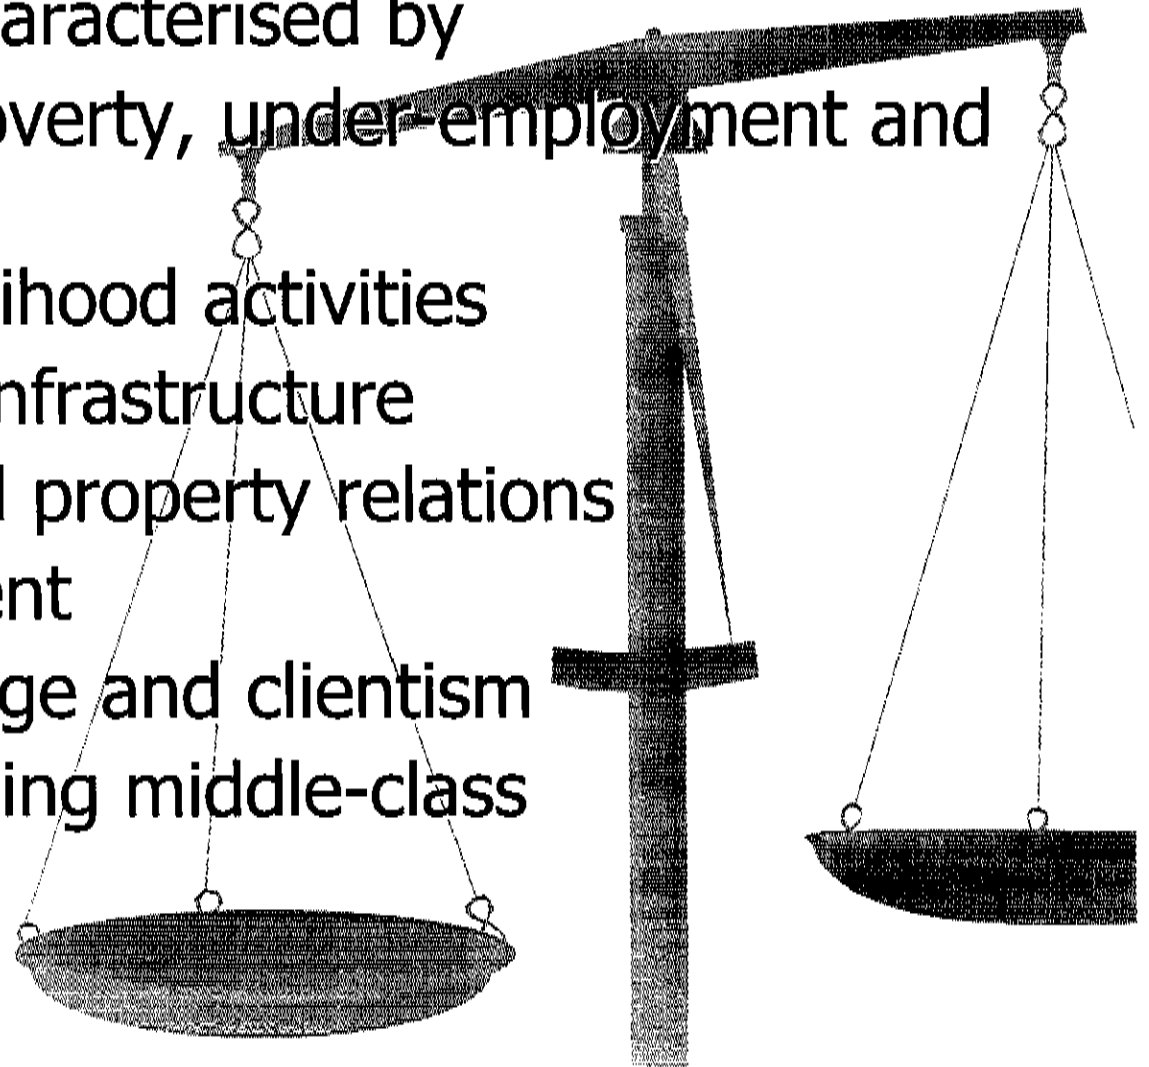 aracterised by
overty, under-employment and
ihood activities
nfrastructure
property relations
ent
ge and clientism
ing middle-class